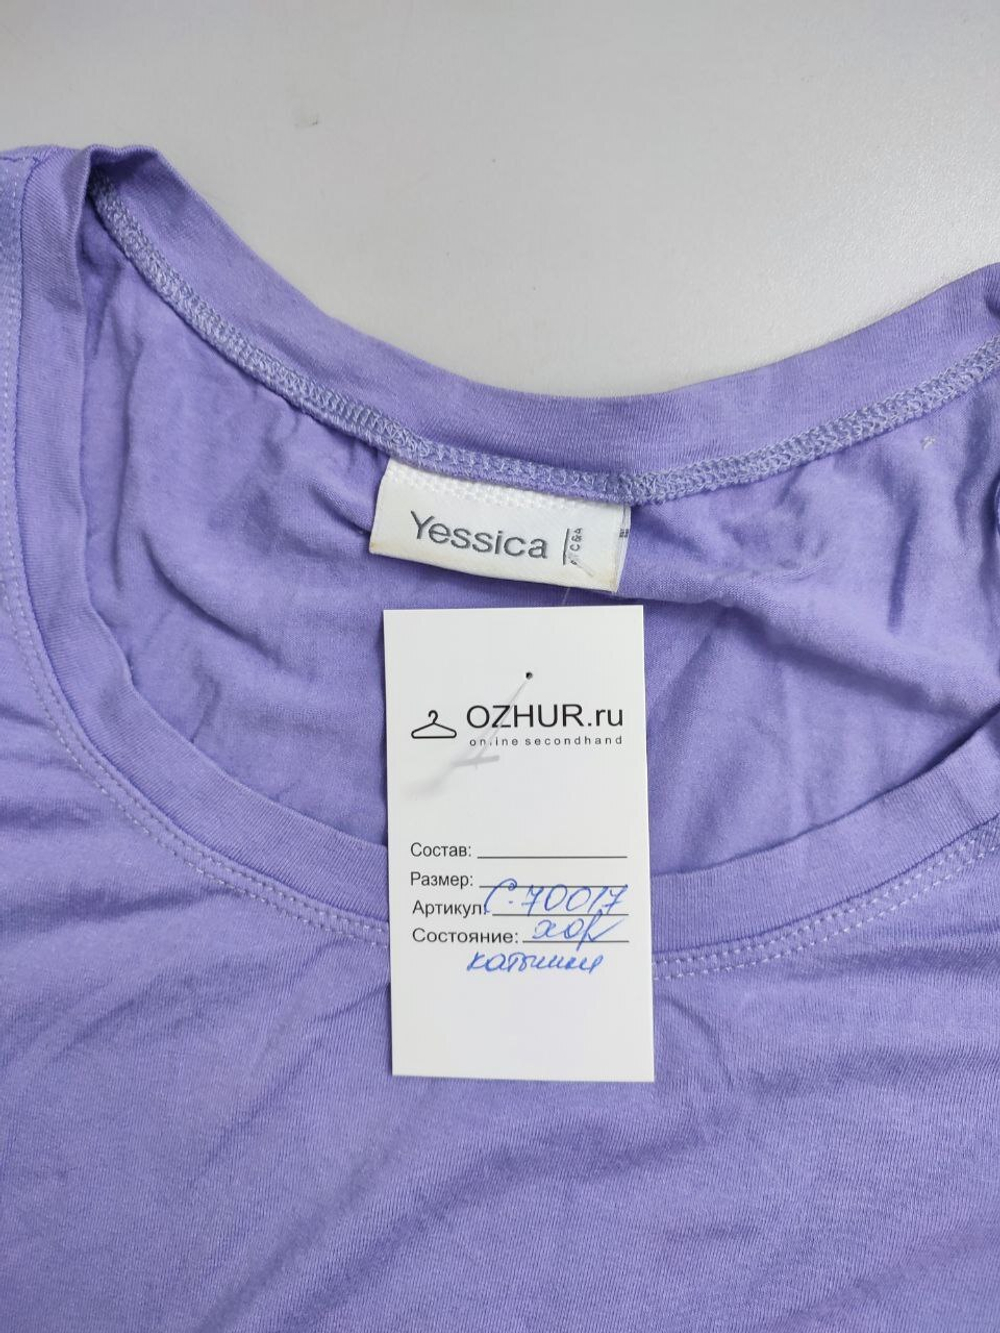 Yessica
C&A
OZHUR.ru
online secondhand
Состав:
Размер:
Артикул: С-70017
Состояние: хор
катышки